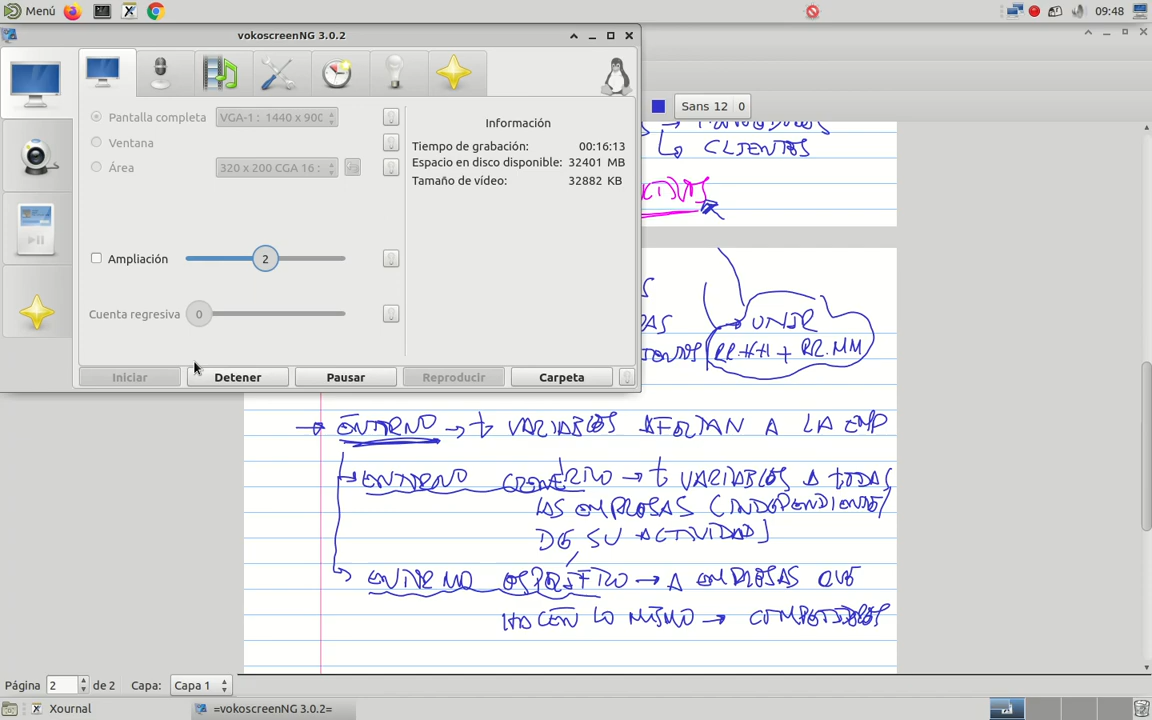 Menú
09:48
vokoscreenNG 3.0.2
Pantalla completa
VGA-1 : 1440 x 900
Ventana
Área
320 x 200 CGA 16 :
Información
Tiempo de grabación: 00:16:13
Espacio en disco disponible: 32401 MB
Tamaño de vídeo: 32882 KB
Ampliación
2
Cuenta regresiva
0
Iniciar
Detener
Pausar
Reproducir
Carpeta
Sans 12 0
CLIENTES
UNIR
RR.HH + RR.MM
→ ENTORNO → t VARIABLES AFECTAN A LA EMP
ENTORNO GENÉRICO → t VARIABLES A TODAS
LAS EMPRESAS (INDEPENDIENTE/
DE SU ACTIVIDAD]
ENTORNO ESPECÍFICO → A EMPRESAS QUE
HACEN LO MISMO →
Página 2 de 2 Capa: Capa 1
Xournal
=vokoscreenNG 3.0.2=